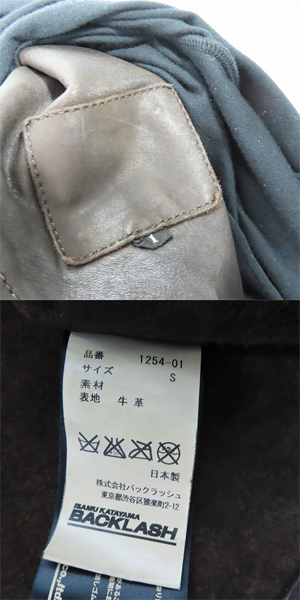 1
品番 1254-01
サイズ S
素材
表地 牛革
日本製
株式会社バックラッシュ
東京都渋谷区猿楽町2-12
ISAMU KATAYAMA
BACKLASH
co.,ltd